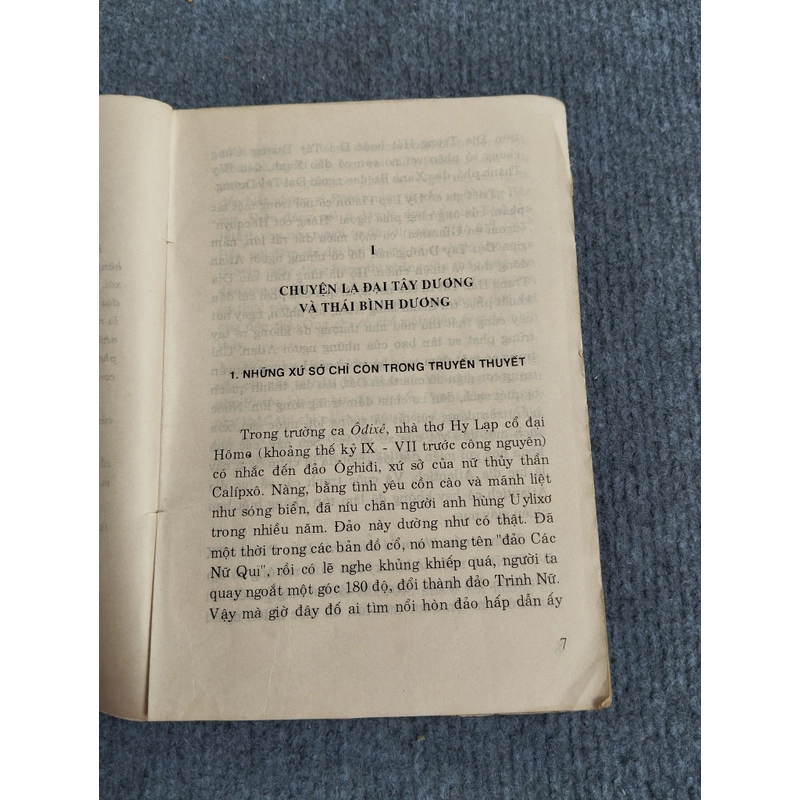 I
CHUYỆN LẠ ĐẠI TÂY DƯƠNG
VÀ THÁI BÌNH DƯƠNG
1. NHỮNG XỨ SỞ CHỈ CÒN TRONG TRUYỀN THUYẾT
Trong trường ca Ôdixê, nhà thơ Hy Lạp cổ đại
Hôme (khoảng thế kỷ IX - VII trước công nguyên)
có nhắc đến đảo Ôghiđi, xứ sở của nữ thủy thần
Calípxô. Nàng, bằng tình yêu cồn cào và mãnh liệt
như sóng biển, đã níu chân người anh hùng Uylixơ
trong nhiều năm. Đảo này dường như có thật. Đã
một thời trong các bản đồ cổ, nó mang tên "đảo Các
Nữ Quỉ", rồi có lẽ nghe khủng khiếp quá, người ta
quay ngoắt một góc 180 độ, đổi thành đảo Trinh Nữ.
Vậy mà giờ đây đố ai tìm nổi hòn đảo hấp dẫn ấy
7